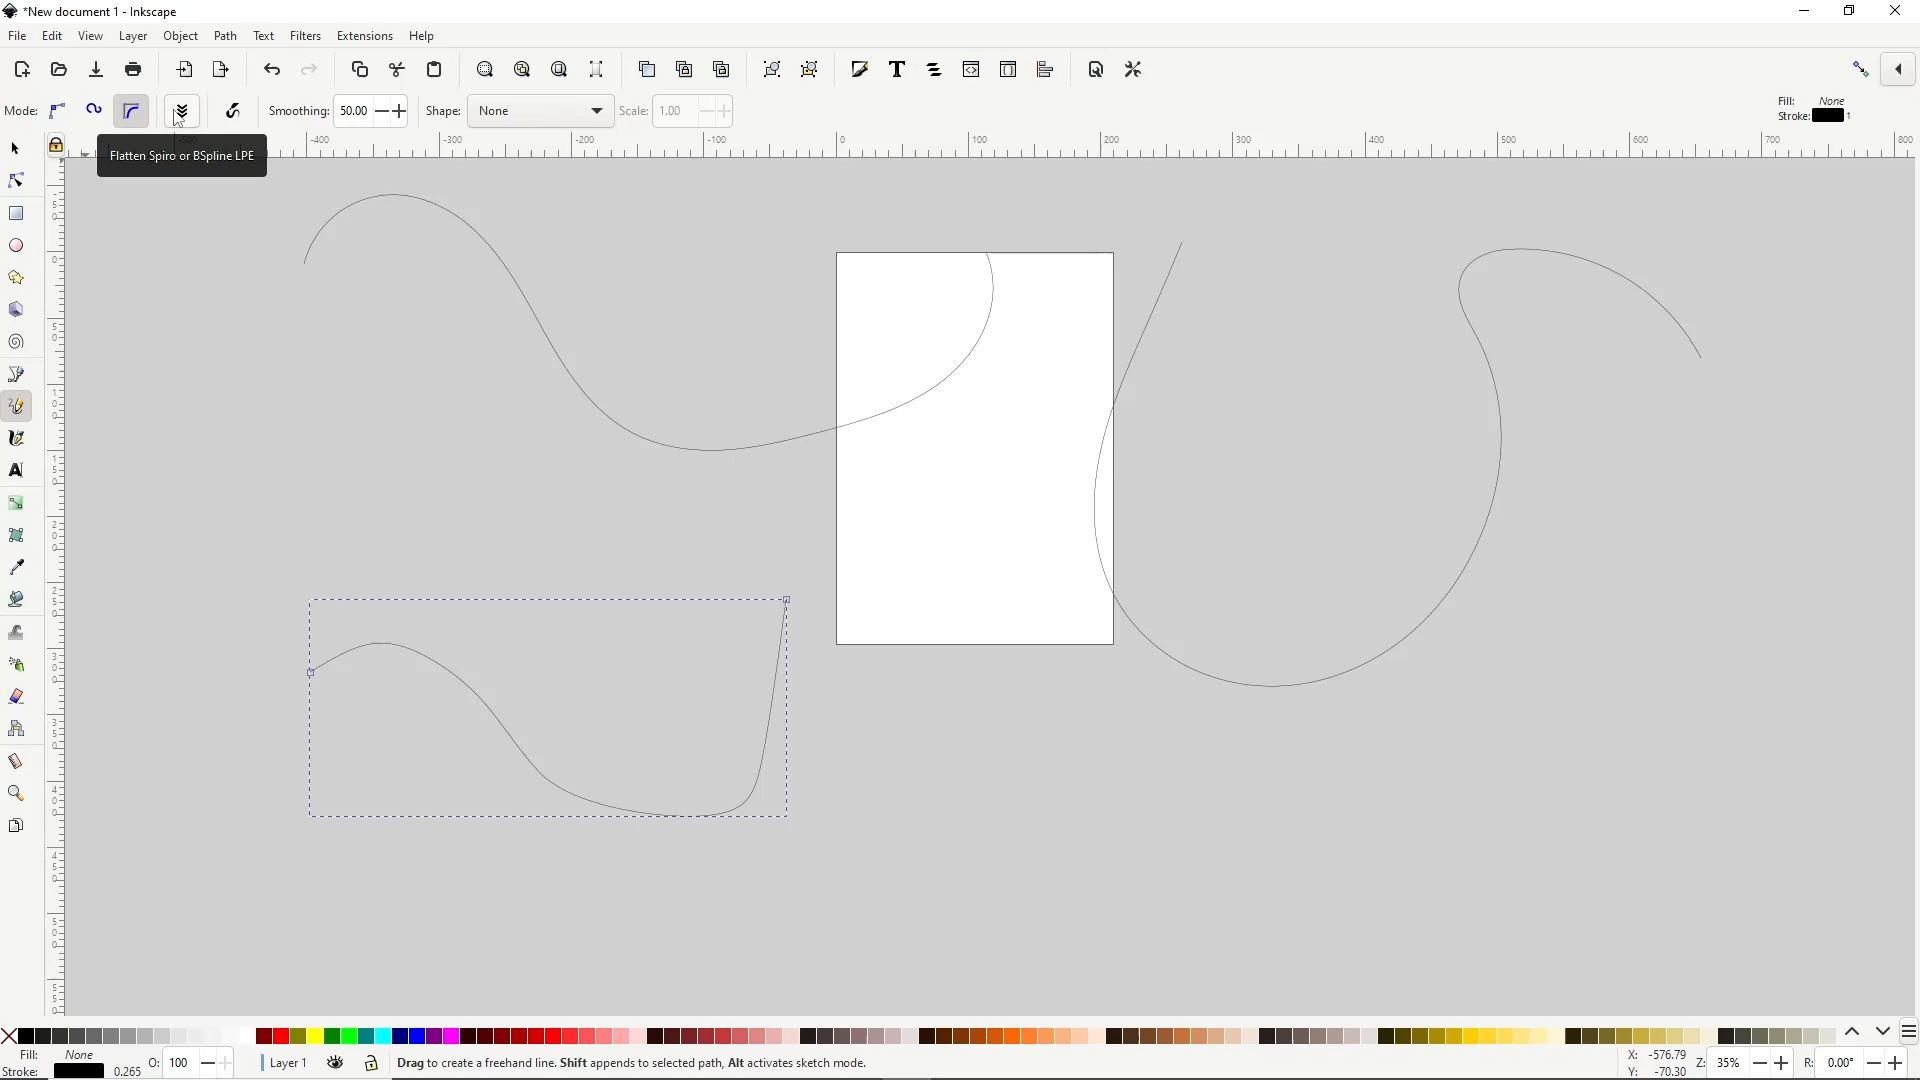 *New document 1 - Inkscape
File Edit View Layer Object Path Text Filters Extensions Help
Mode: Smoothing: 50.00 Shape: None Scale: 1.00 Fill: None
Stroke: 1
Flatten Spiro or BSpline LPE
-400 -300 -200 -100 0 100 200 300 400 500 600 700 800
Fill: None O: 100 Layer 1 Drag to create a freehand line. Shift appends to selected path, Alt activates sketch mode. X: -576.79 Z: 35% R: 0.00°
Stroke: 0.265 Y: -70.30